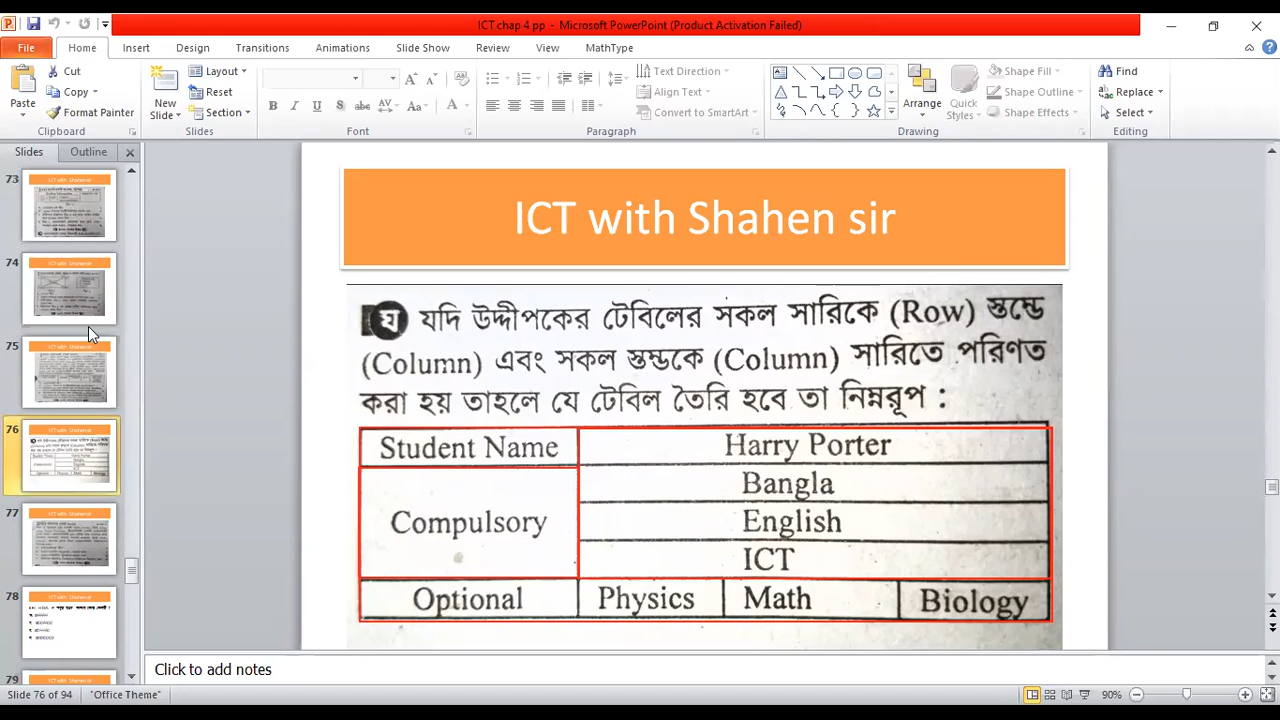 ICT chap 4 pp - Microsoft PowerPoint (Product Activation Failed)
File Home Insert Design Transitions Animations Slide Show Review View MathType
Paste
Cut
Copy
Format Painter
Clipboard
New Slide
Layout
Reset
Section
Slides
Font
Text Direction
Align Text
Convert to SmartArt
Paragraph
Arrange
Quick Styles
Shape Fill
Shape Outline
Shape Effects
Drawing
Find
Replace
Select
Editing
Slides Outline
73
74
75
76
77
78
79
ICT with Shahen sir
ঘ যদি উদ্দীপকের টেবিলের সকল সারিকে (Row) স্তম্ভে
(Column) এবং সকল স্তম্ভকে (Column) সারিতে পরিণত
করা হয় তাহলে যে টেবিল তৈরি হবে তা নিম্নরূপ :
Student Name Harry Porter
Compulsory
Bangla
English
ICT
Optional Physics Math Biology
Click to add notes
Slide 76 of 94 "Office Theme" 90%